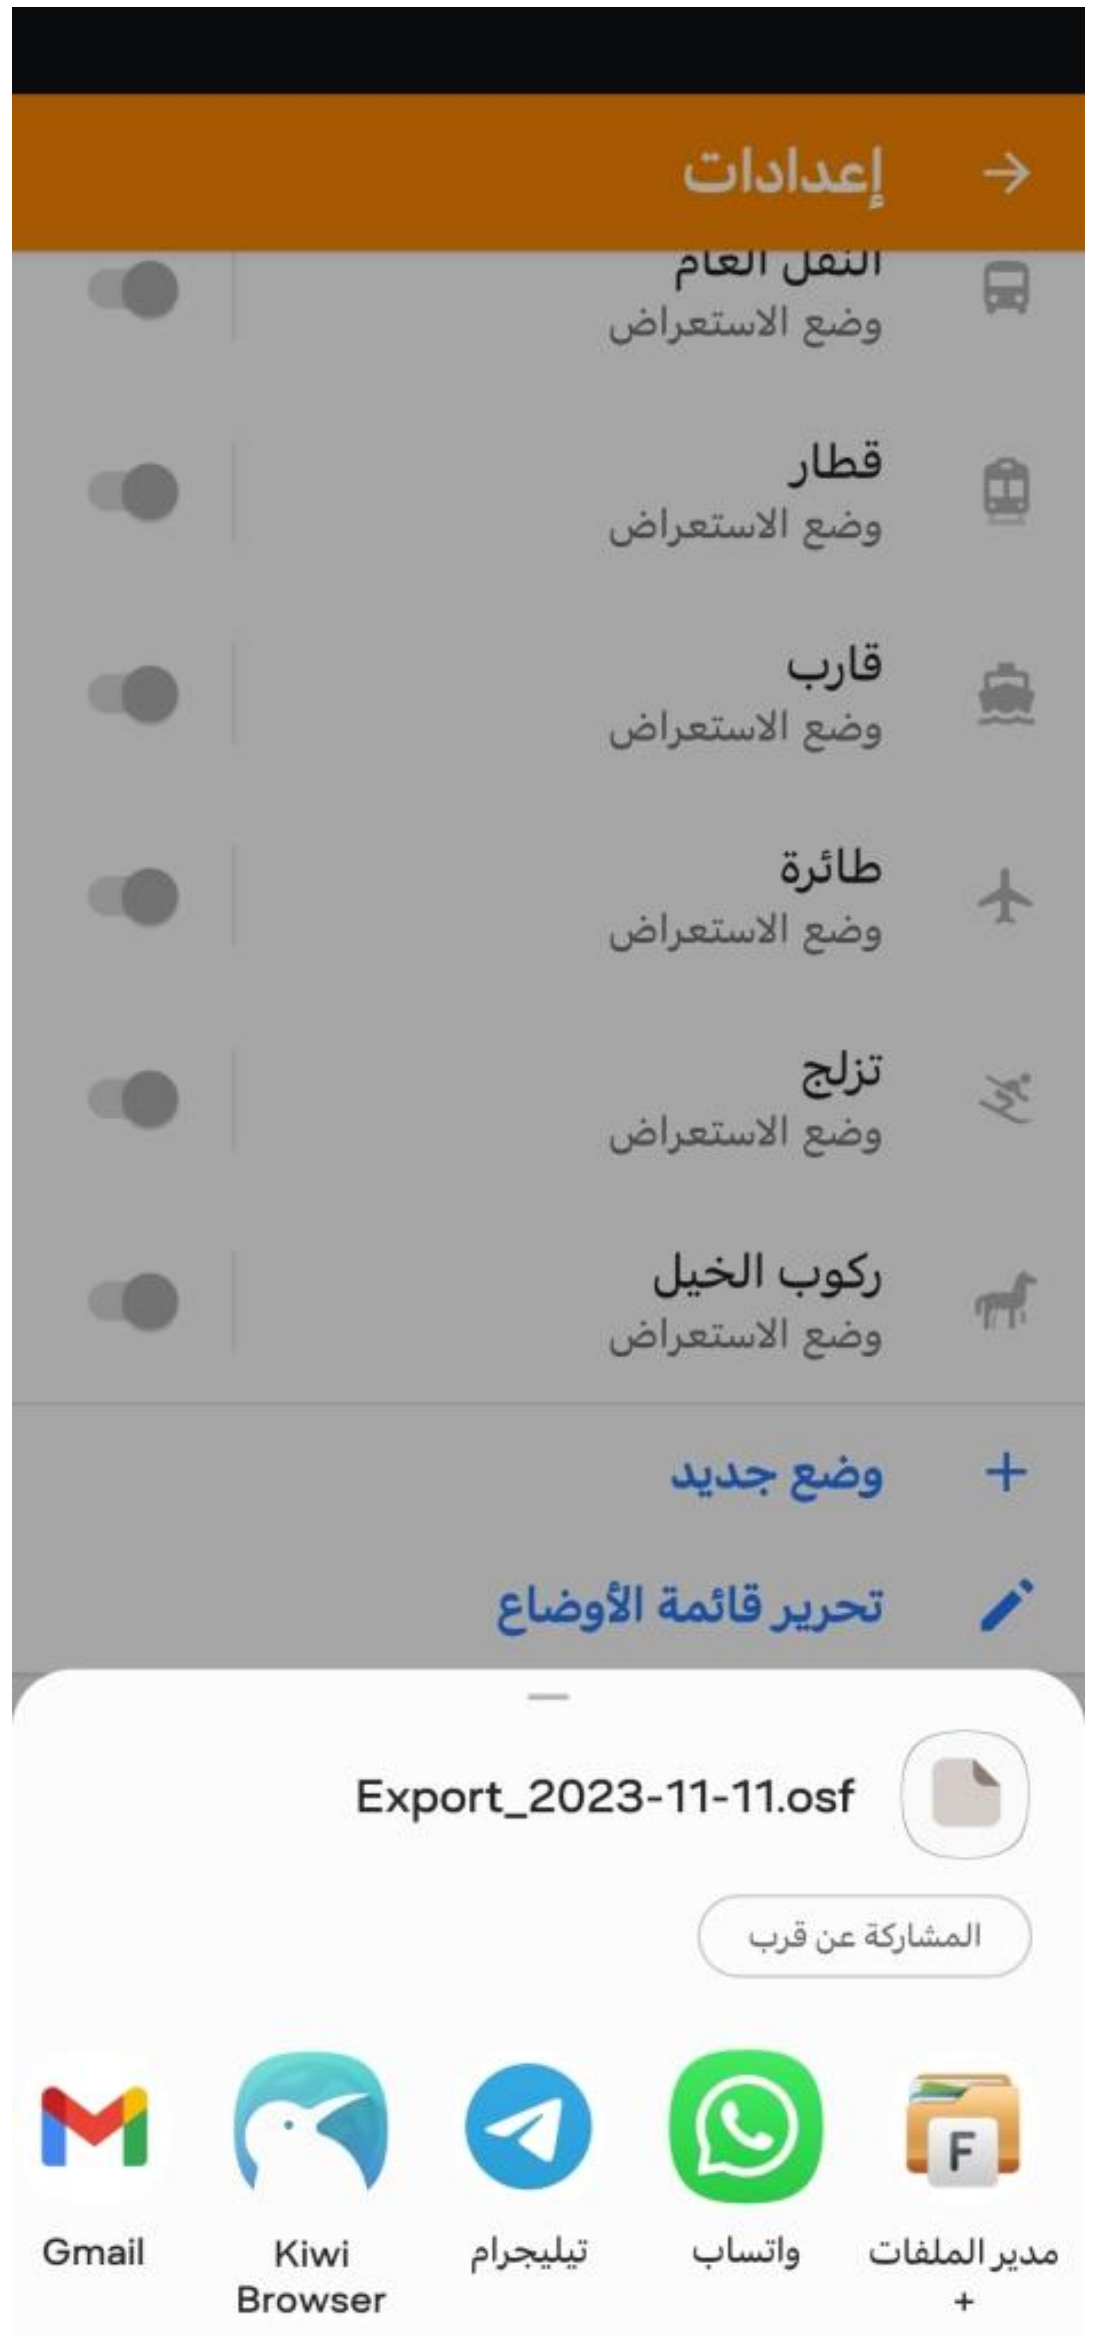 إعدادات
النقل العام
وضع الاستعراض
قطار
وضع الاستعراض
قارب
وضع الاستعراض
طائرة
وضع الاستعراض
تزلج
وضع الاستعراض
ركوب الخيل
وضع الاستعراض
وضع جديد
تحرير قائمة الأوضاع
Export_2023-11-11.osf
المشاركة عن قرب
F
مدير الملفات
+
واتساب
تيليجرام
Kiwi
Browser
Gmail